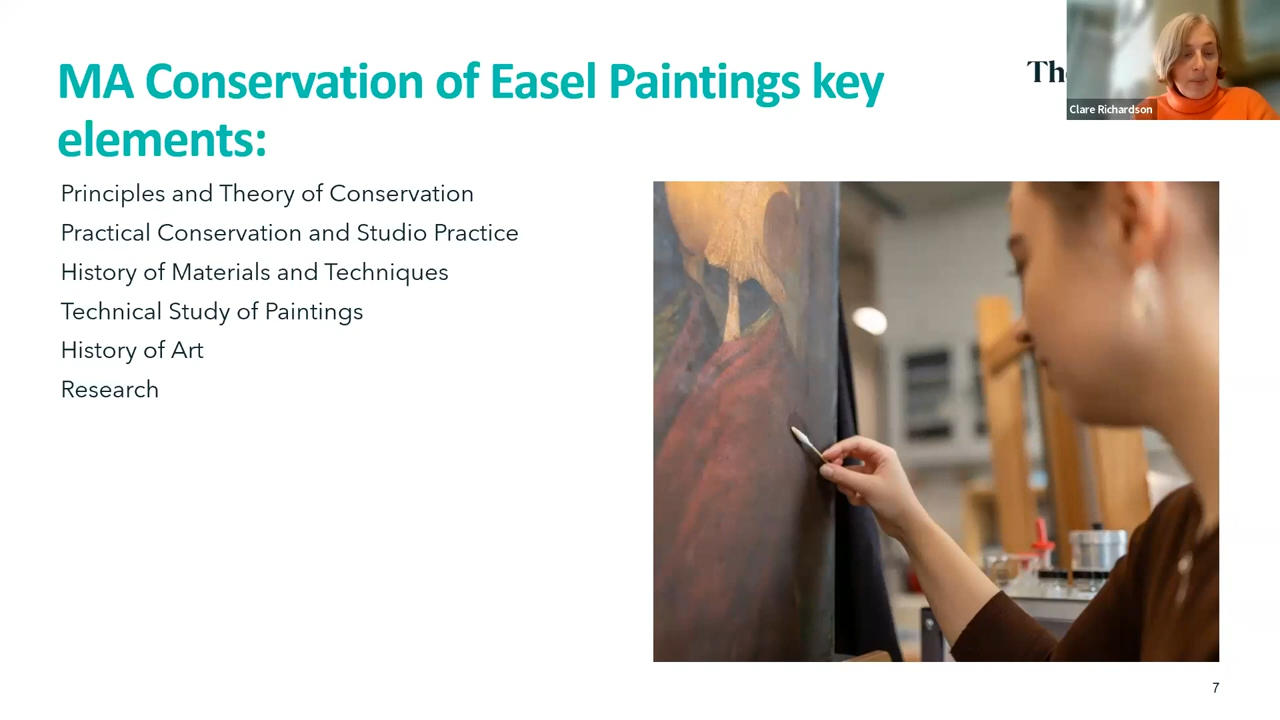 MA Conservation of Easel Paintings key
elements:
Clare Richardson
Principles and Theory of Conservation
Practical Conservation and Studio Practice
History of Materials and Techniques
Technical Study of Paintings
History of Art
Research
7